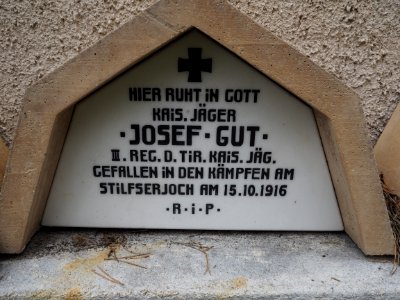 HIER RUHT IN GOTT
KAIS. JÄGER
· JOSEF · GUT ·
III. REG. D. TIR. KAIS. JÄG.
GEFALLEN IN DEN KÄMPFEN AM
STILFSERJOCH AM 15.10.1916
· R · I · P ·